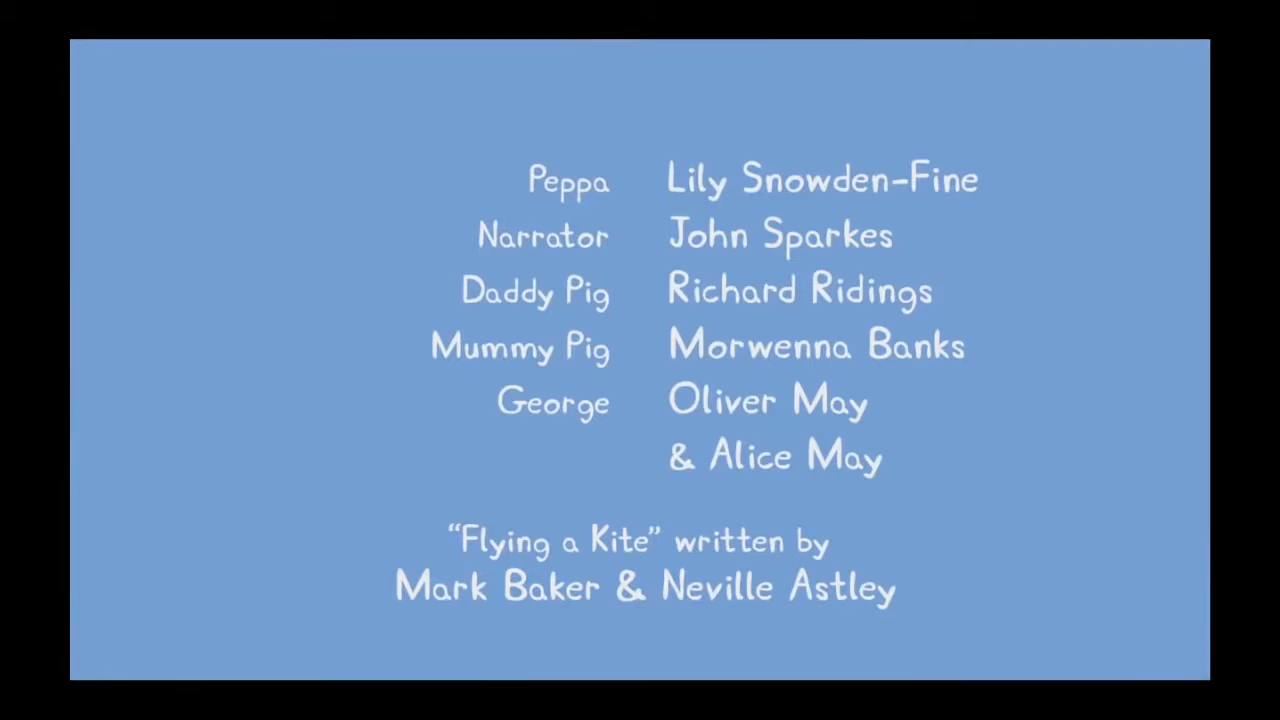 Peppa Lily Snowden-Fine
Narrator John Sparkes
Daddy Pig Richard Ridings
Mummy Pig Morwenna Banks
George Oliver May
& Alice May
“Flying a Kite” written by
Mark Baker & Neville Astley